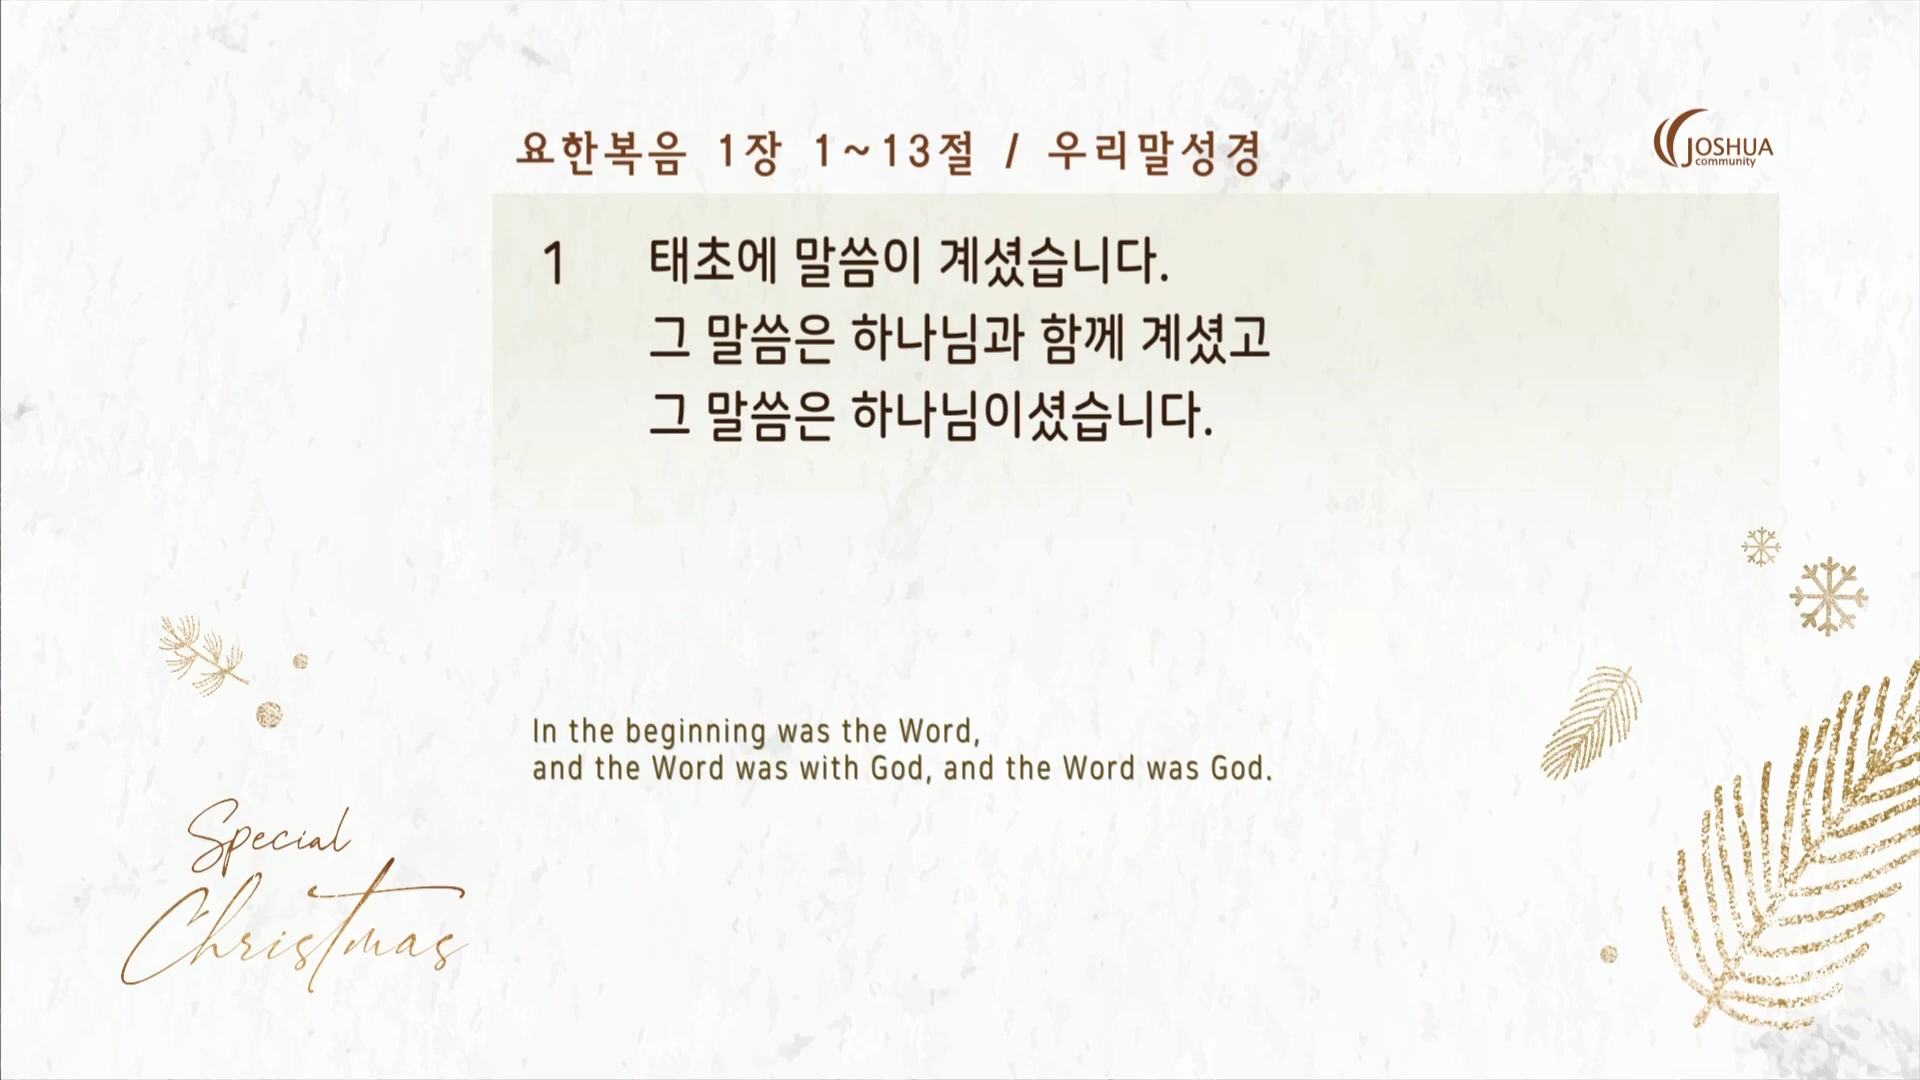 요한복음 1장 1~13절 / 우리말성경
JOSHUA
community
1 태초에 말씀이 계셨습니다.
그 말씀은 하나님과 함께 계셨고
그 말씀은 하나님이셨습니다.
In the beginning was the Word,
and the Word was with God, and the Word was God.
Special
Christmas